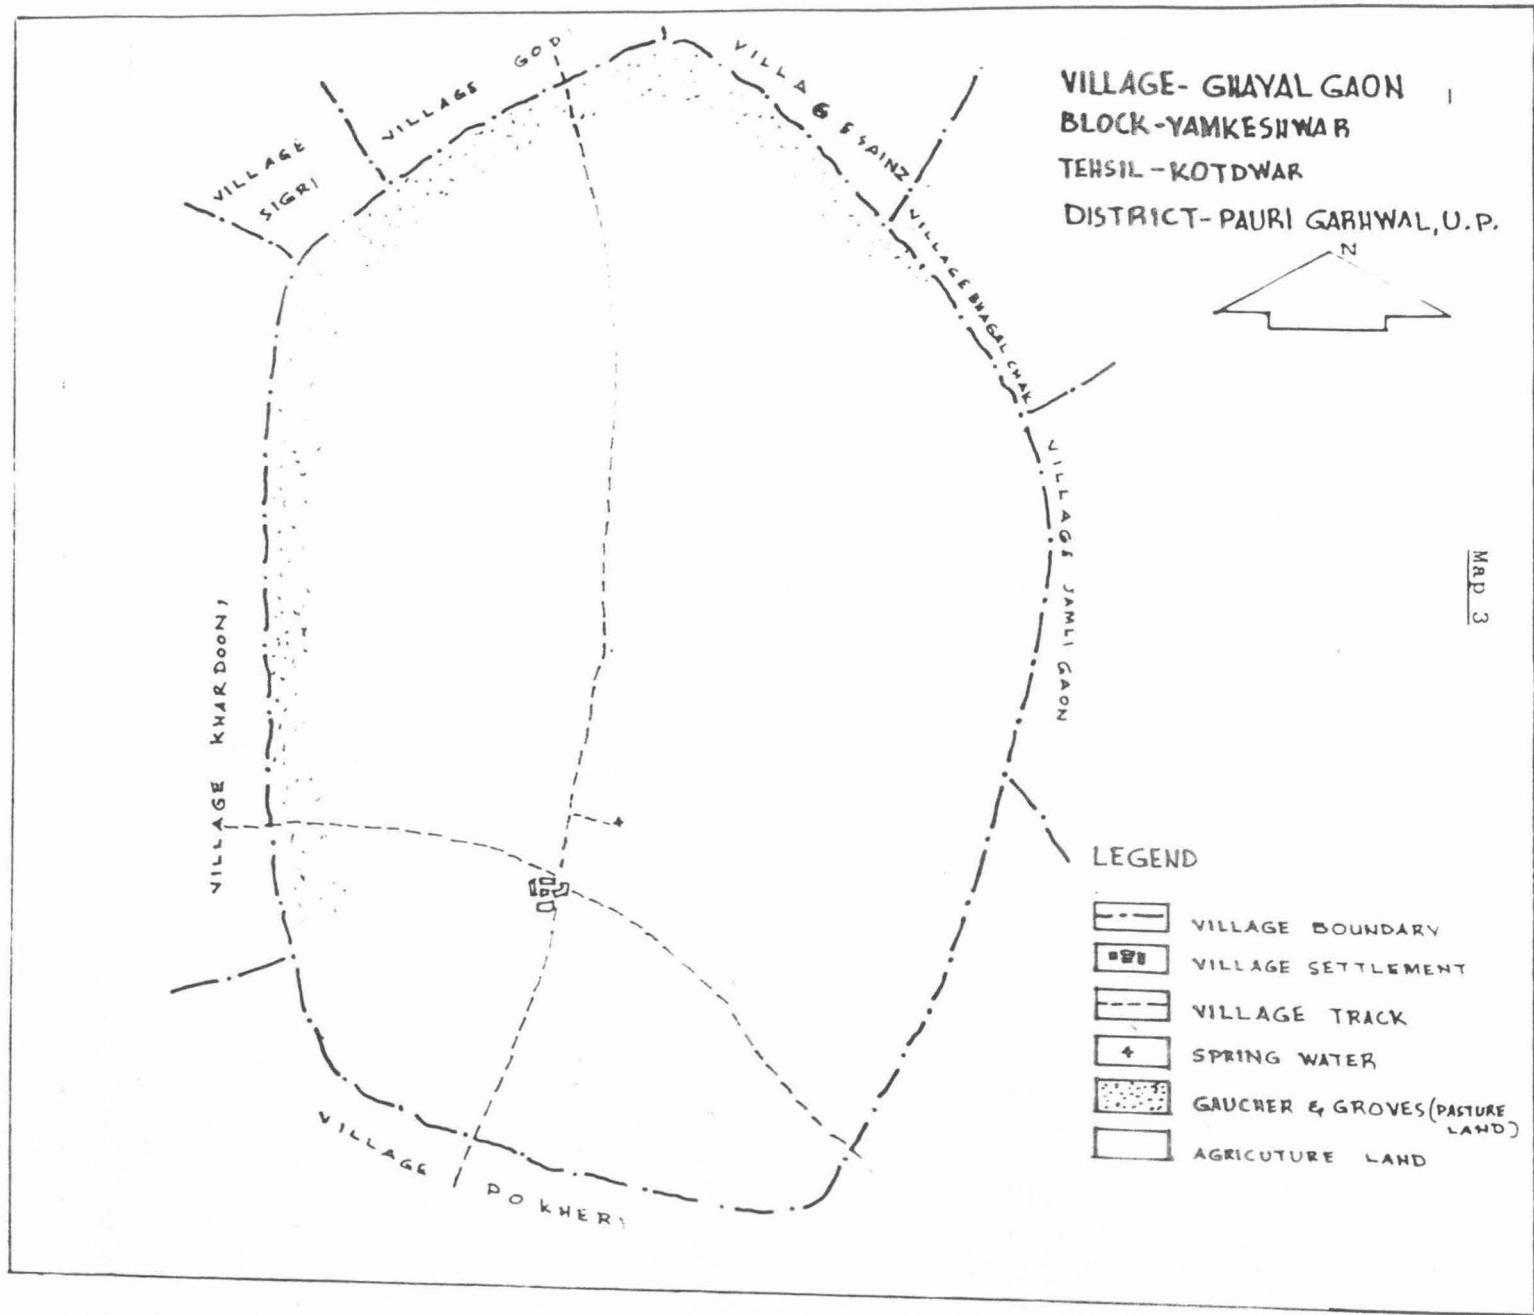 VILLAGE GOD
VILLAGE SAINZ
VILLAGE
SIGRI
VILLAGE BHAGAL CHAK
VILLAGE JAMLI GAON
VILLAGE KHARDOONI
VILLAGE POKHERI
VILLAGE- GHAYAL GAON
BLOCK-YAMKESHWAR
TEHSIL-KOTDWAR
DISTRICT-PAURI GARHWAL, U.P.
N
Map 3
LEGEND
VILLAGE BOUNDARY
VILLAGE SETTLEMENT
VILLAGE TRACK
SPRING WATER
GAUCHER & GROVES (PASTURE
LAND)
AGRICUTURE LAND